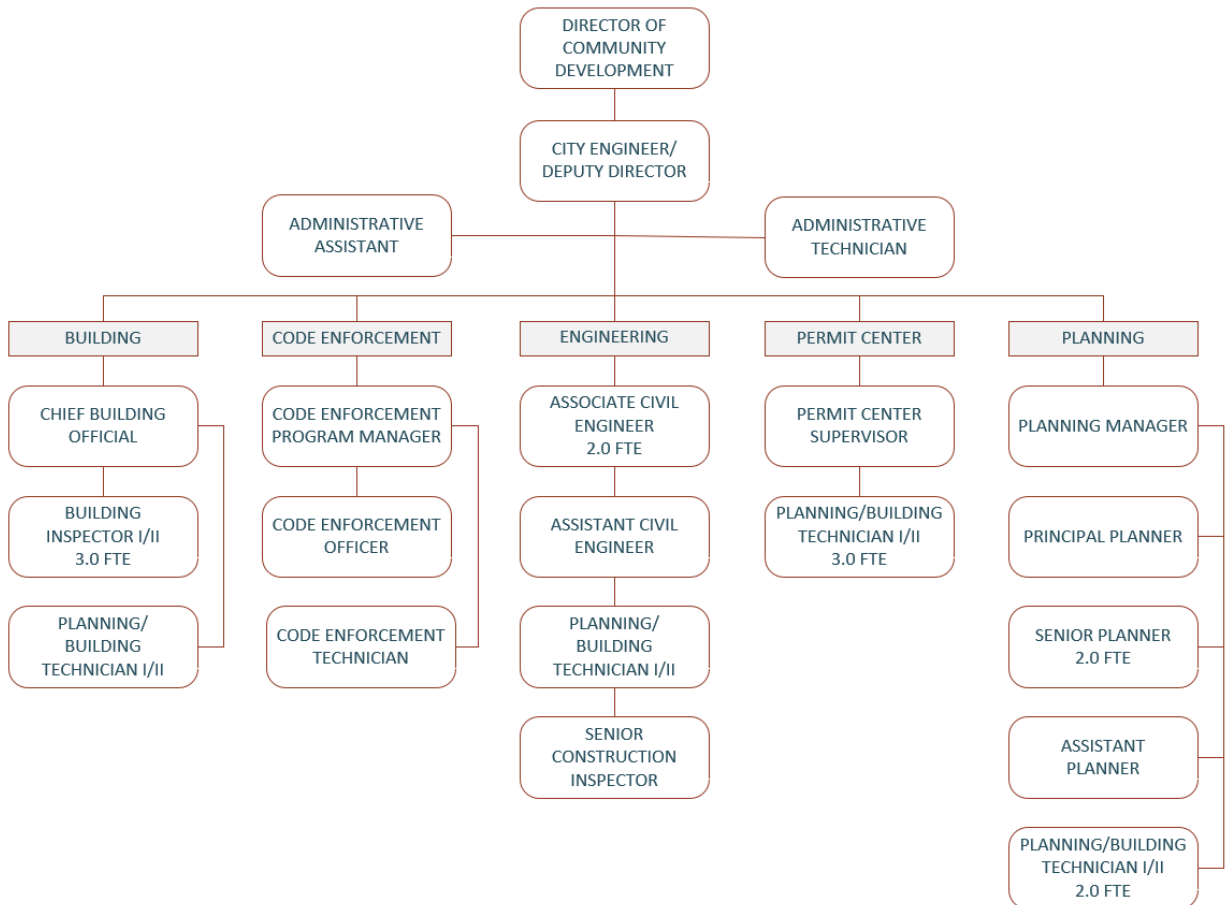 DIRECTOR OF
COMMUNITY
DEVELOPMENT
CITY ENGINEER/
DEPUTY DIRECTOR
ADMINISTRATIVE
ASSISTANT
ADMINISTRATIVE
TECHNICIAN
BUILDING
CHIEF BUILDING
OFFICIAL
BUILDING
INSPECTOR I/II
3.0 FTE
PLANNING/
BUILDING
TECHNICIAN I/II
CODE ENFORCEMENT
CODE ENFORCEMENT
PROGRAM MANAGER
CODE ENFORCEMENT
OFFICER
CODE ENFORCEMENT
TECHNICIAN
ENGINEERING
ASSOCIATE CIVIL
ENGINEER
2.0 FTE
ASSISTANT CIVIL
ENGINEER
PLANNING/
BUILDING
TECHNICIAN I/II
SENIOR
CONSTRUCTION
INSPECTOR
PERMIT CENTER
PERMIT CENTER
SUPERVISOR
PLANNING/BUILDING
TECHNICIAN I/II
3.0 FTE
PLANNING
PLANNING MANAGER
PRINCIPAL PLANNER
SENIOR PLANNER
2.0 FTE
ASSISTANT
PLANNER
PLANNING/BUILDING
TECHNICIAN I/II
2.0 FTE